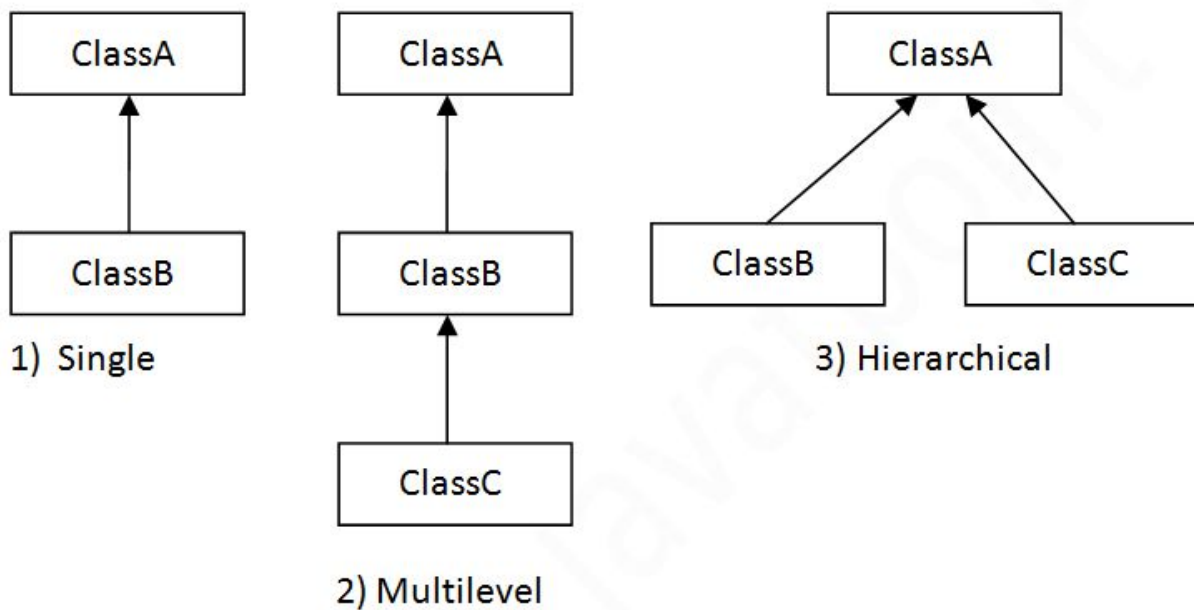 ClassA
ClassB
1) Single
ClassA
ClassB
ClassC
2) Multilevel
ClassA
ClassB
ClassC
3) Hierarchical